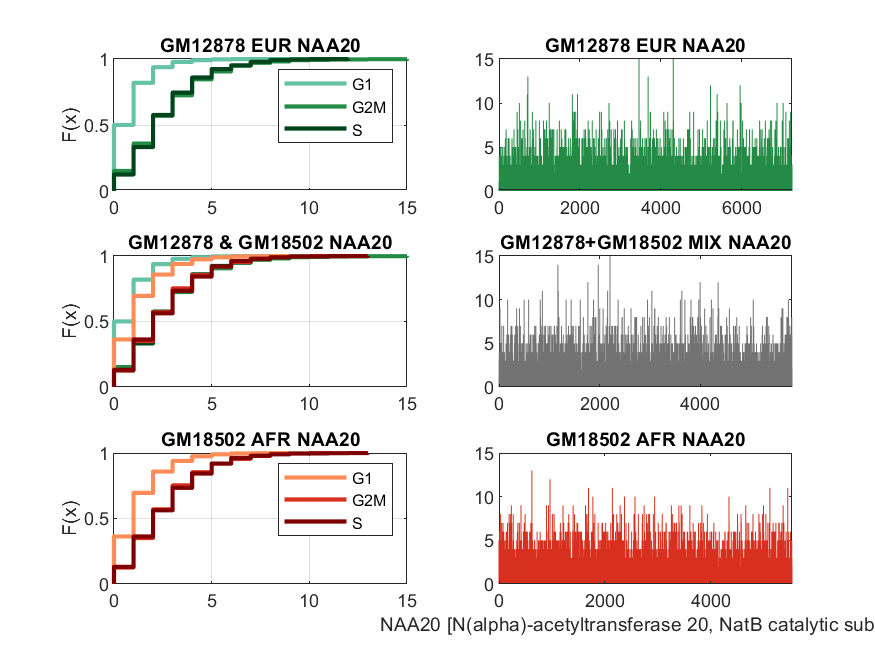 GM12878 EUR NAA20
1
0.5
0
F(x)
0 5 10 15
G1
G2M
S
GM12878 EUR NAA20
15
10
5
0
0 2000 4000 6000
GM12878 & GM18502 NAA20
1
0.5
0
F(x)
0 5 10 15
GM12878+GM18502 MIX NAA20
15
10
5
0
0 2000 4000
GM18502 AFR NAA20
1
0.5
0
F(x)
0 5 10 15
G1
G2M
S
GM18502 AFR NAA20
15
10
5
0
0 2000 4000
NAA20 [N(alpha)-acetyltransferase 20, NatB catalytic sub